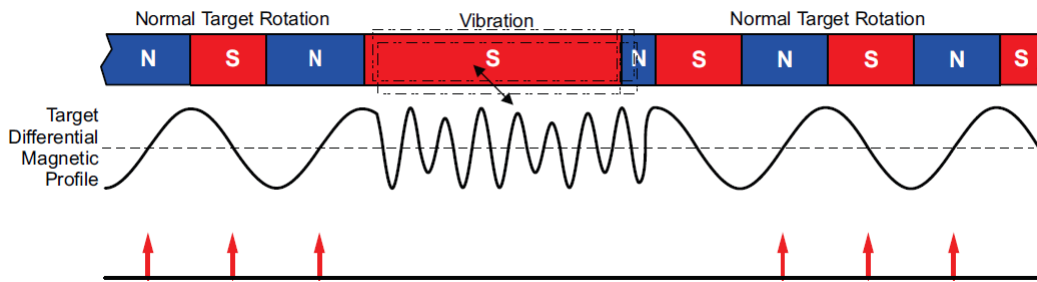 Normal Target Rotation
Vibration
Normal Target Rotation
N
S
N
S
N
S
N
S
N
S
Target
Differential
Magnetic
Profile